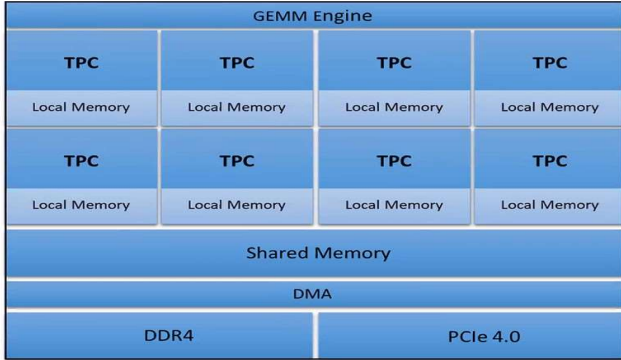 GEMM Engine
TPC TPC TPC TPC
Local Memory Local Memory Local Memory Local Memory
TPC TPC TPC TPC
Local Memory Local Memory Local Memory Local Memory
Shared Memory
DMA
DDR4 PCIe 4.0